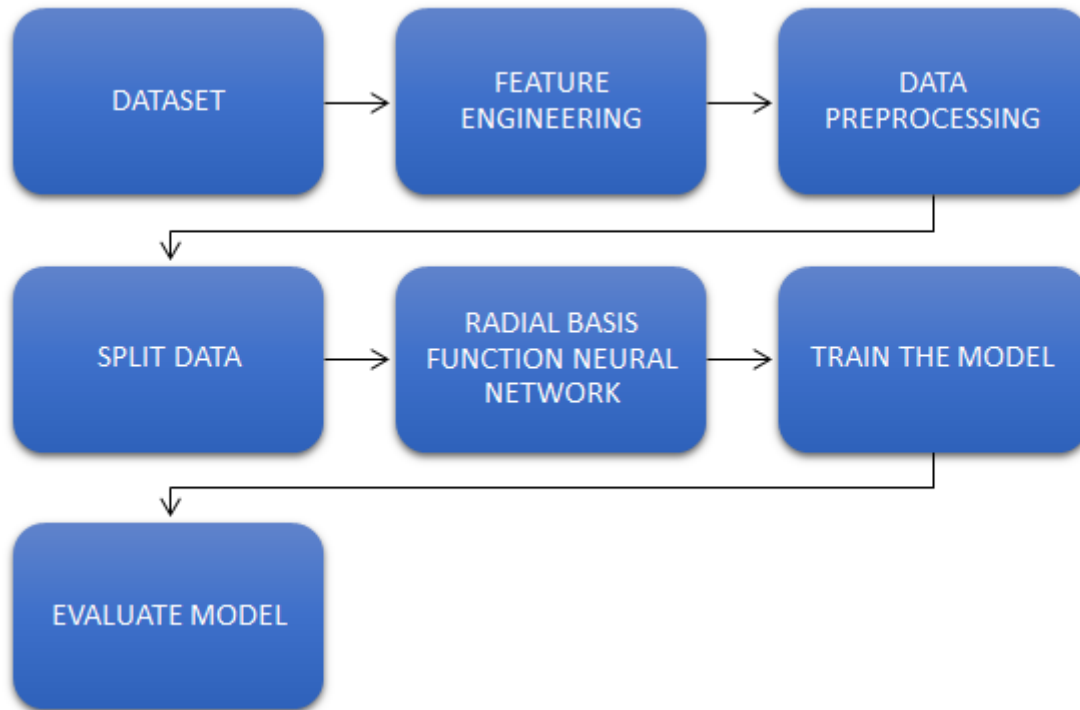 DATASET
FEATURE
ENGINEERING
DATA
PREPROCESSING
SPLIT DATA
RADIAL BASIS
FUNCTION NEURAL
NETWORK
TRAIN THE MODEL
EVALUATE MODEL